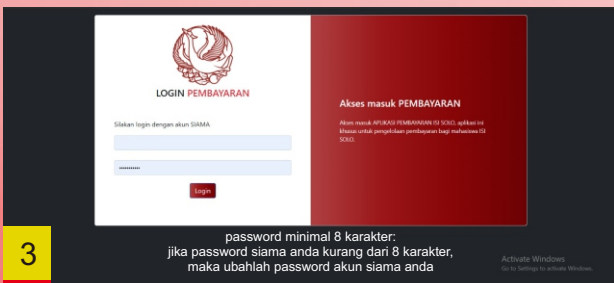 LOGIN PEMBAYARAN
Silakan login dengan akun SIAMA
Login
Akses masuk PEMBAYARAN
Akses masuk APLIKASI PEMBAYARAN ISI SOLO, aplikasi ini
khusus untuk pengelolaan pembayaran bagi mahasiswa ISI
SOLO.
3
password minimal 8 karakter:
jika password siama anda kurang dari 8 karakter,
maka ubahlah password akun siama anda
Activate Windows
Go to Settings to activate Windows.